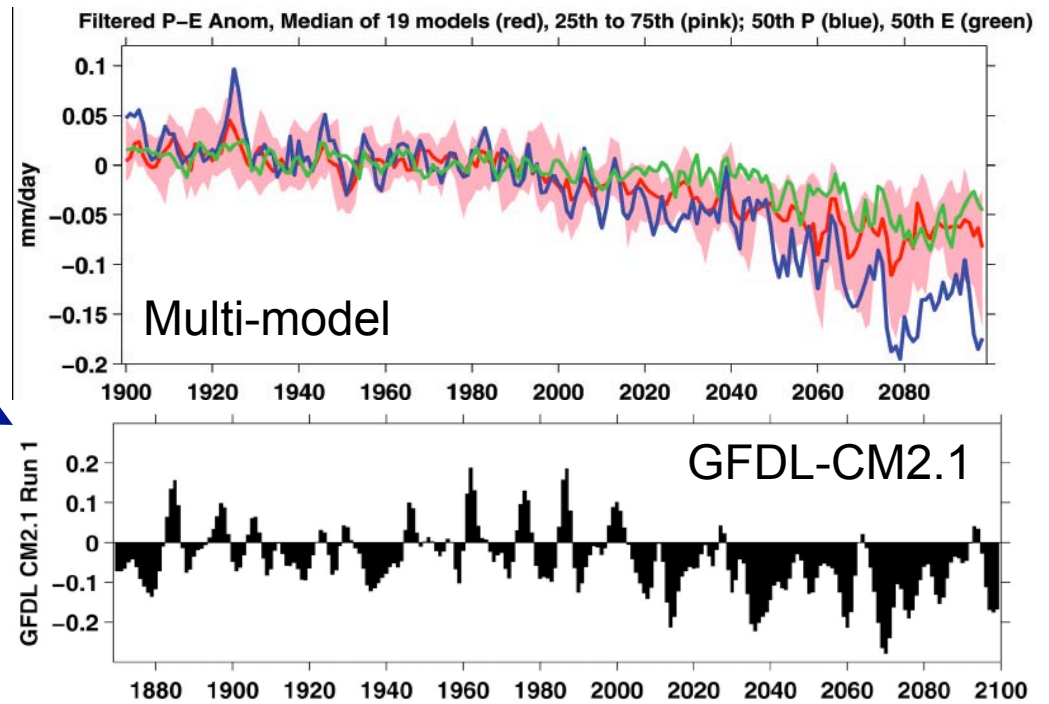 Filtered P−E Anom, Median of 19 models (red), 25th to 75th (pink); 50th P (blue), 50th E (green)
mm/day
0.1
0.05
0
−0.05
−0.1
−0.15
−0.2
Multi-model
1900 1920 1940 1960 1980 2000 2020 2040 2060 2080
GFDL CM2.1 Run 1
GFDL-CM2.1
0.2
0.1
0
−0.1
−0.2
1880 1900 1920 1940 1960 1980 2000 2020 2040 2060 2080 2100